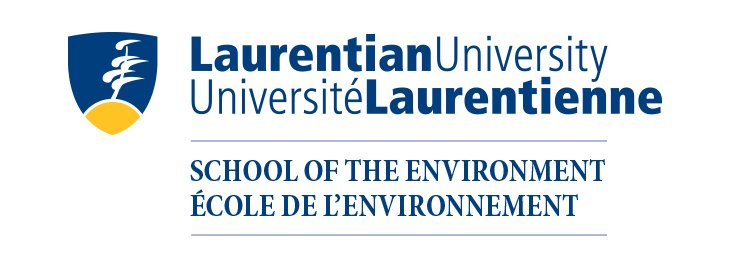 LaurentianUniversity
UniversitéLaurentienne
SCHOOL OF THE ENVIRONMENT
ÉCOLE DE L’ENVIRONNEMENT